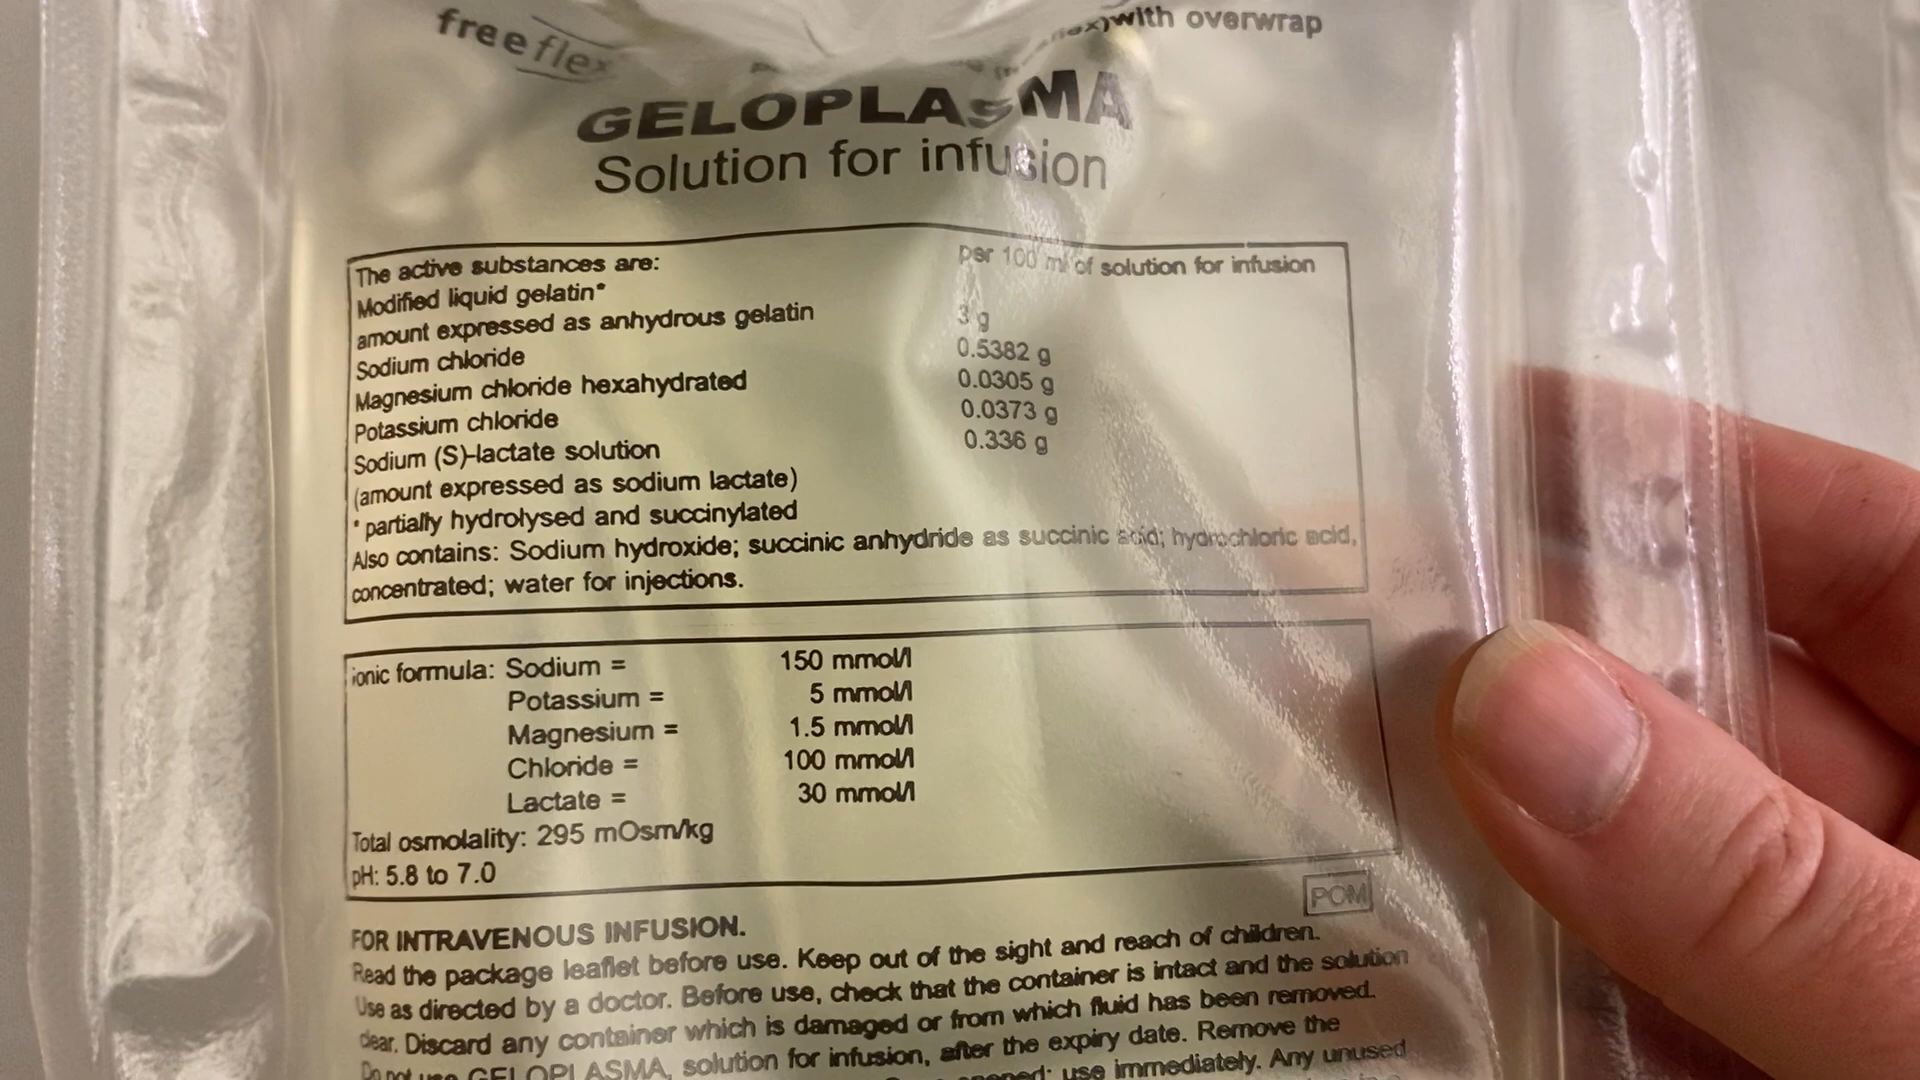 freeflex
with overwrap
GELOPLASMA
Solution for infusion
The active substances are: per 100 ml of solution for infusion
Modified liquid gelatin*
amount expressed as anhydrous gelatin 3 g
Sodium chloride 0.5382 g
Magnesium chloride hexahydrated 0.0305 g
Potassium chloride 0.0373 g
Sodium (S)-lactate solution 0.336 g
(amount expressed as sodium lactate)
* partially hydrolysed and succinylated
Also contains: Sodium hydroxide; succinic anhydride as succinic acid; hydrochloric acid,
concentrated; water for injections.
ionic formula: Sodium = 150 mmol/l
Potassium = 5 mmol/l
Magnesium = 1.5 mmol/l
Chloride = 100 mmol/l
Lactate = 30 mmol/l
Total osmolality: 295 mOsm/kg
pH: 5.8 to 7.0
POM
FOR INTRAVENOUS INFUSION.
Read the package leaflet before use. Keep out of the sight and reach of children.
Use as directed by a doctor. Before use, check that the container is intact and the solution
clear. Discard any container which is damaged or from which fluid has been removed.
Do not use GELOPLASMA, solution for infusion, after the expiry date. Remove the
use immediately. Any unused